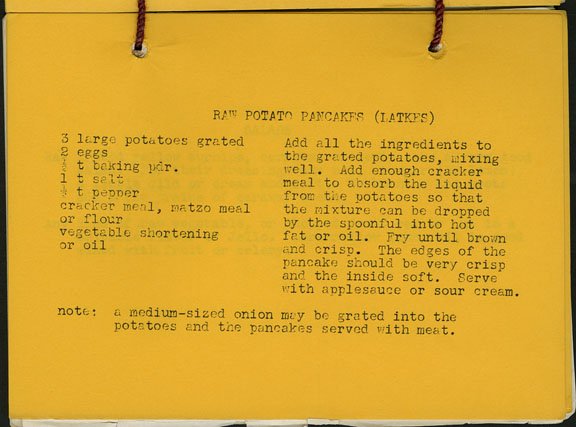 RAW POTATO PANCAKES (LATKES)
3 large potatoes grated
2 eggs
½ t baking pdr.
1 t salt
¼ t pepper
cracker meal, matzo meal
or flour
vegetable shortening
or oil
Add all the ingredients to
the grated potatoes, mixing
well.  Add enough cracker
meal to absorb the liquid
from the potatoes so that
the mixture can be dropped
by the spoonful into hot
fat or oil.  Fry until brown
and crisp.  The edges of the
pancake should be very crisp
and the inside soft.  Serve
with applesauce or sour cream.
note:  a medium-sized onion may be grated into the
potatoes and the pancakes served with meat.